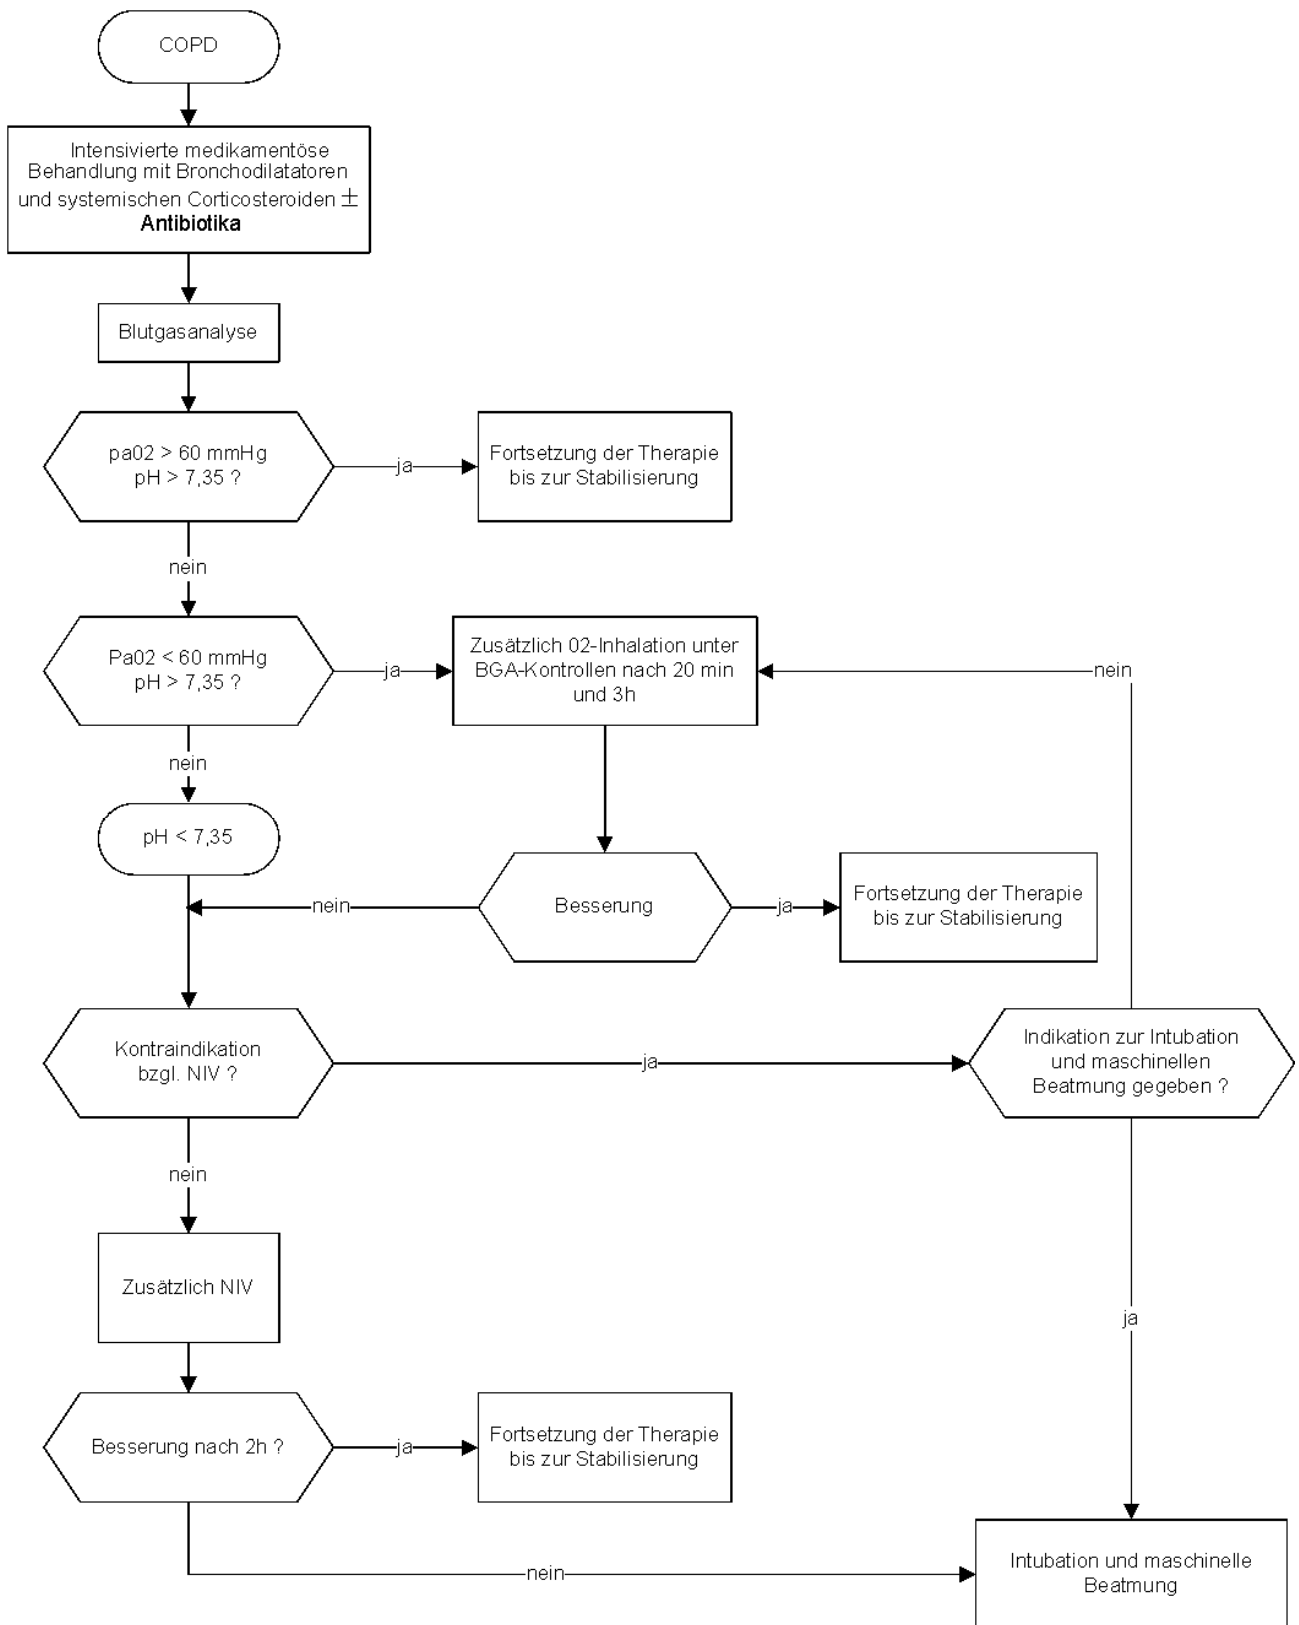 COPD
Intensivierte medikamentöse
Behandlung mit Bronchodilatatoren
und systemischen Corticosteroiden ±
Antibiotika
Blutgasanalyse
pa02 > 60 mmHg
pH > 7,35 ?
ja
Fortsetzung der Therapie
bis zur Stabilisierung
nein
Pa02 < 60 mmHg
pH > 7,35 ?
ja
Zusätzlich 02-Inhalation unter
BGA-Kontrollen nach 20 min
und 3h
nein
nein
pH < 7,35
nein
Besserung
ja
Fortsetzung der Therapie
bis zur Stabilisierung
Kontraindikation
bzgl. NIV ?
ja
Indikation zur Intubation
und maschinellen
Beatmung gegeben ?
nein
Zusätzlich NIV
ja
Besserung nach 2h ?
ja
Fortsetzung der Therapie
bis zur Stabilisierung
nein
Intubation und maschinelle
Beatmung